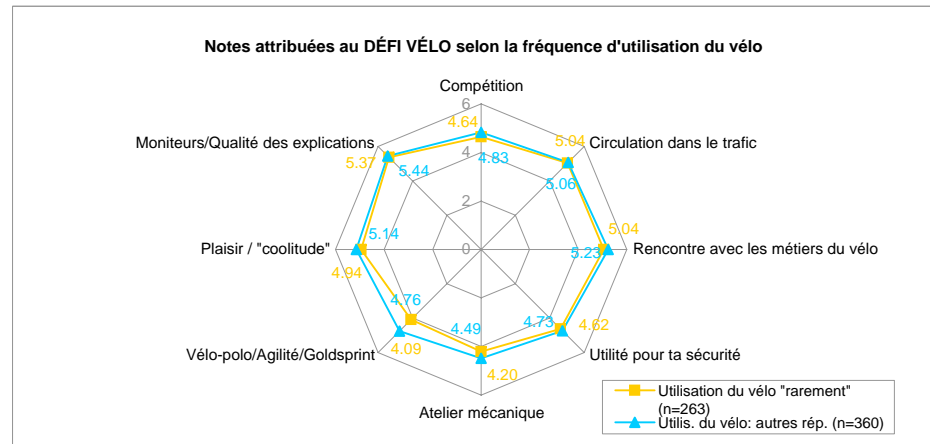 Notes attribuées au DÉFI VÉLO selon la fréquence d'utilisation du vélo
Compétition
6
4.64
5.04
Moniteurs/Qualité des explications
Circulation dans le trafic
5.37
5.44
4
4.83
5.06
2
5.14
5.04
Plaisir / "coolitude"
0
5.23
Rencontre avec les métiers du vélo
4.94
4.76
4.49
4.73
4.62
Vélo-polo/Agilité/Goldsprint
4.09
Utilité pour ta sécurité
4.20
Atelier mécanique
Utilisation du vélo "rarement"
(n=263)
Utilis. du vélo: autres rép. (n=360)